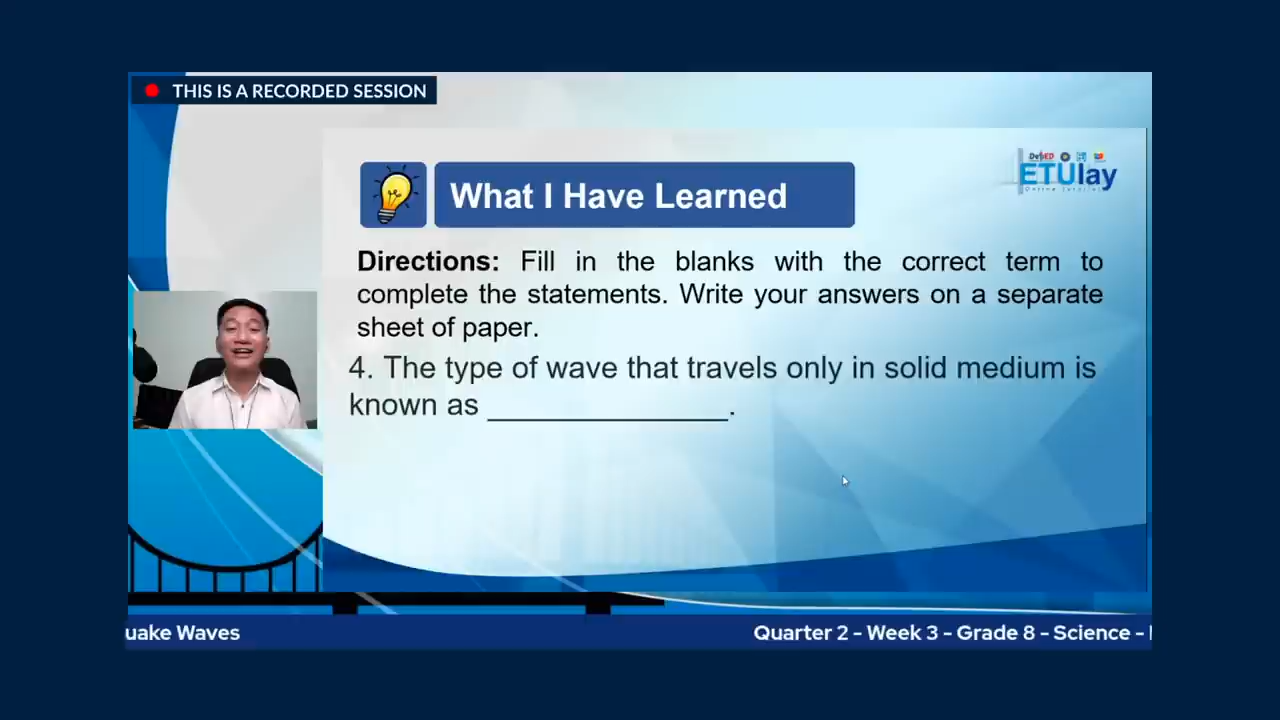 THIS IS A RECORDED SESSION
DepED
ETUlay
What I Have Learned
Directions: Fill in the blanks with the correct term to
complete the statements. Write your answers on a separate
sheet of paper.
4. The type of wave that travels only in solid medium is
known as _______________.
uake Waves
Quarter 2 - Week 3 - Grade 8 - Science -